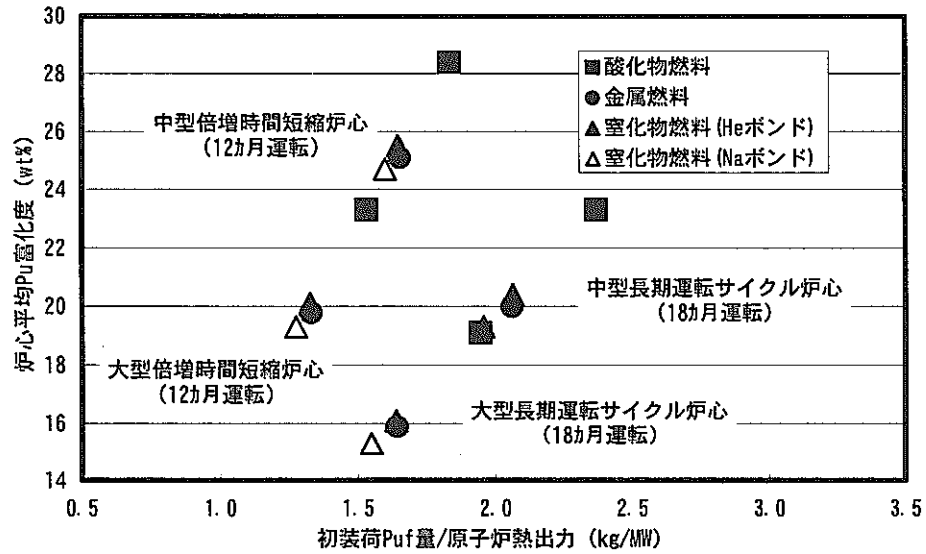 30
28
26
24
22
20
18
16
14
炉心平均Pu富化度 (wt%)
酸化物燃料
金属燃料
窒化物燃料(Heボンド)
窒化物燃料(Naボンド)
中型倍増時間短縮炉心
(12カ月運転)
中型長期運転サイクル炉心
(18カ月運転)
大型倍増時間短縮炉心
(12カ月運転)
大型長期運転サイクル炉心
(18カ月運転)
0.5 1.0 1.5 2.0 2.5 3.0 3.5
初装荷Puf量/原子炉熱出力 (kg/MW)